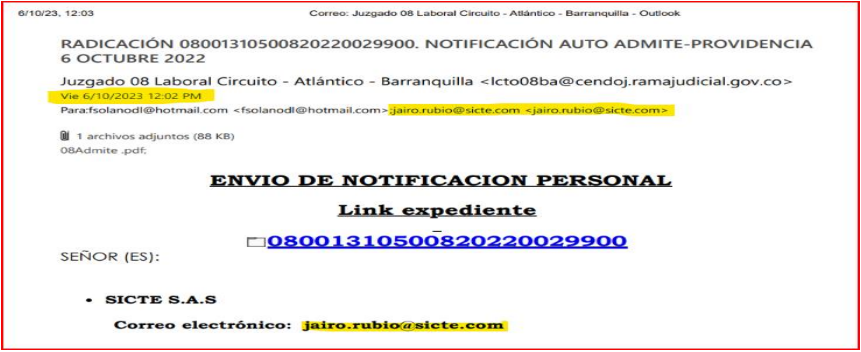 6/10/23, 12:03 Correo: Juzgado 08 Laboral Circuito - Atlántico - Barranquilla - Outlook
RADICACIÓN 08001310500820220029900. NOTIFICACIÓN AUTO ADMITE-PROVIDENCIA
6 OCTUBRE 2022
Juzgado 08 Laboral Circuito - Atlántico - Barranquilla <lcto08ba@cendoj.ramajudicial.gov.co>
Vie 6/10/2023 12:02 PM
Para:fsolanodl@hotmail.com <fsolanodl@hotmail.com>;jairo.rubio@sicte.com <jairo.rubio@sicte.com>
1 archivos adjuntos (88 KB)
08Admite .pdf;
ENVIO DE NOTIFICACION PERSONAL
Link expediente
08001310500820220029900
SEÑOR (ES):
• SICTE S.A.S
Correo electrónico: jairo.rubio@sicte.com